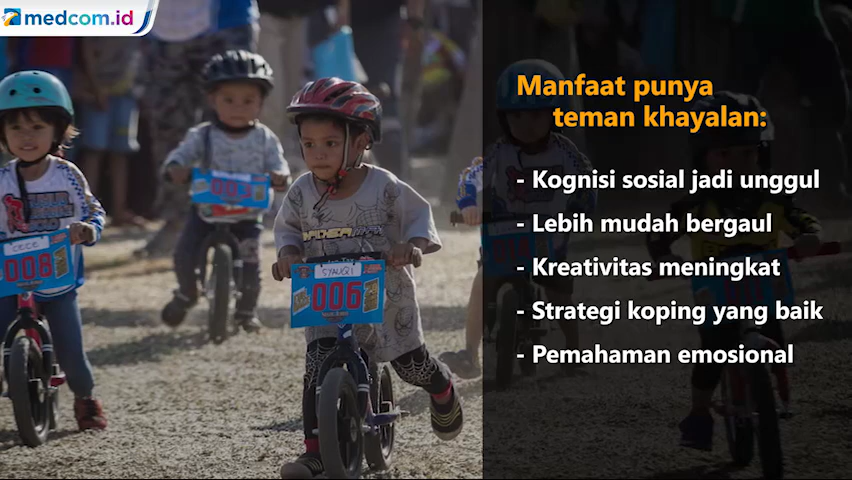 medcom.id
Manfaat punya
teman khayalan:
- Kognisi sosial jadi unggul
- Lebih mudah bergaul
- Kreativitas meningkat
- Strategi koping yang baik
- Pemahaman emosional
008
003
SYAUQI
006